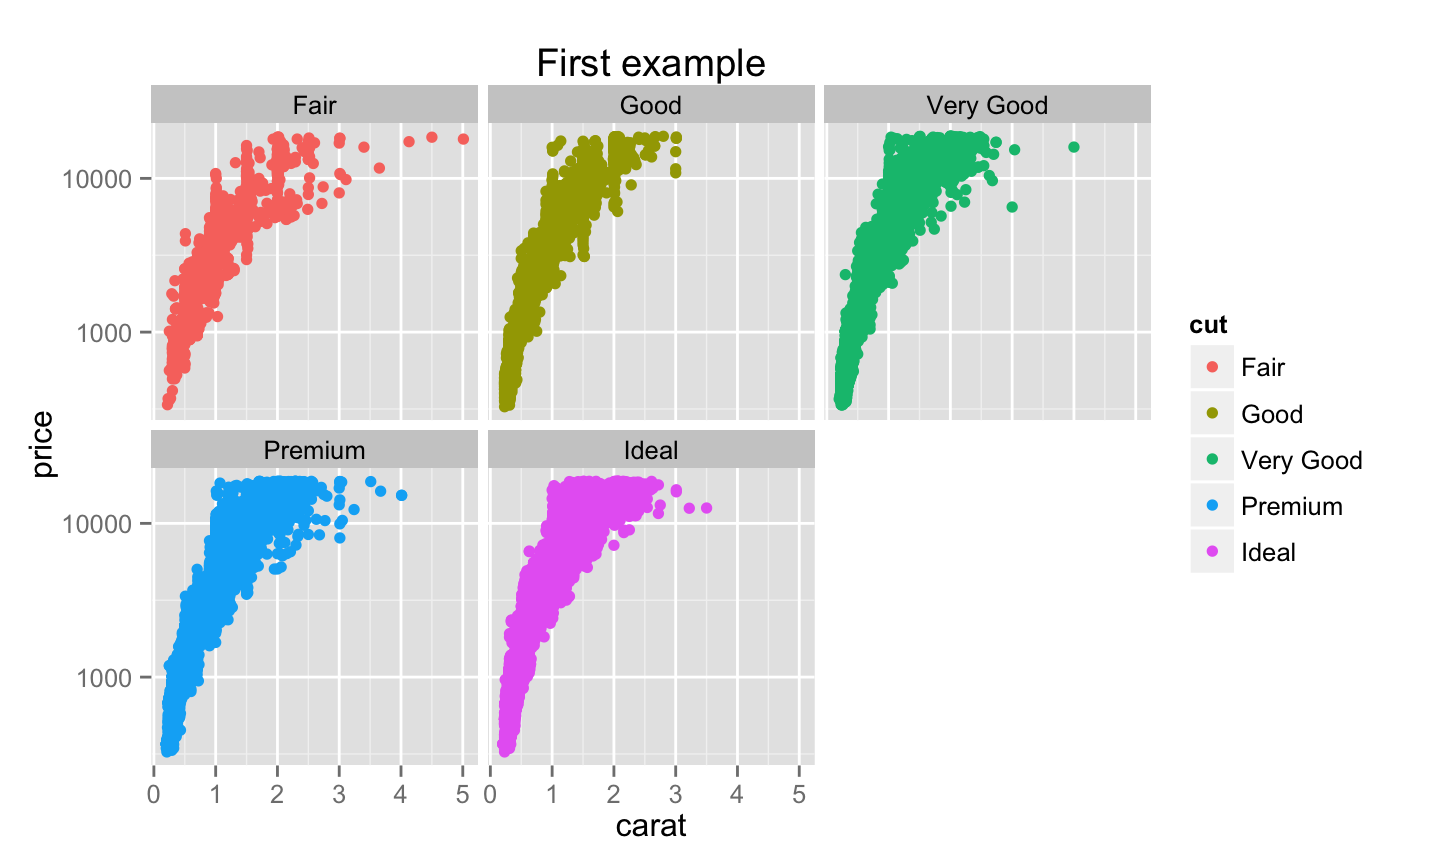 First example
Fair Good Very Good
10000
1000
price
Premium Ideal
10000
1000
0 1 2 3 4 5 0 1 2 3 4 5
carat
cut
Fair
Good
Very Good
Premium
Ideal